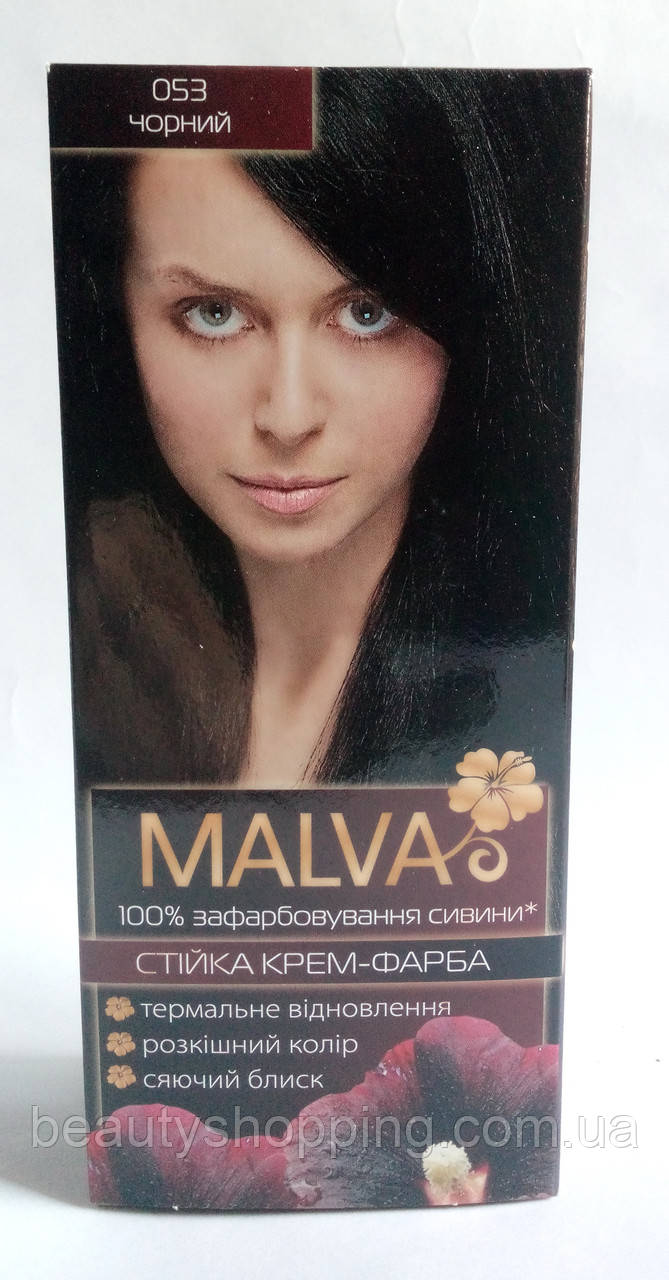 053
чорний
MALVA
100% зафарбовування сивини*
СТІЙКА КРЕМ-ФАРБА
термальне відновлення
розкішний колір
сяючий блиск
beautyshopping.com.ua